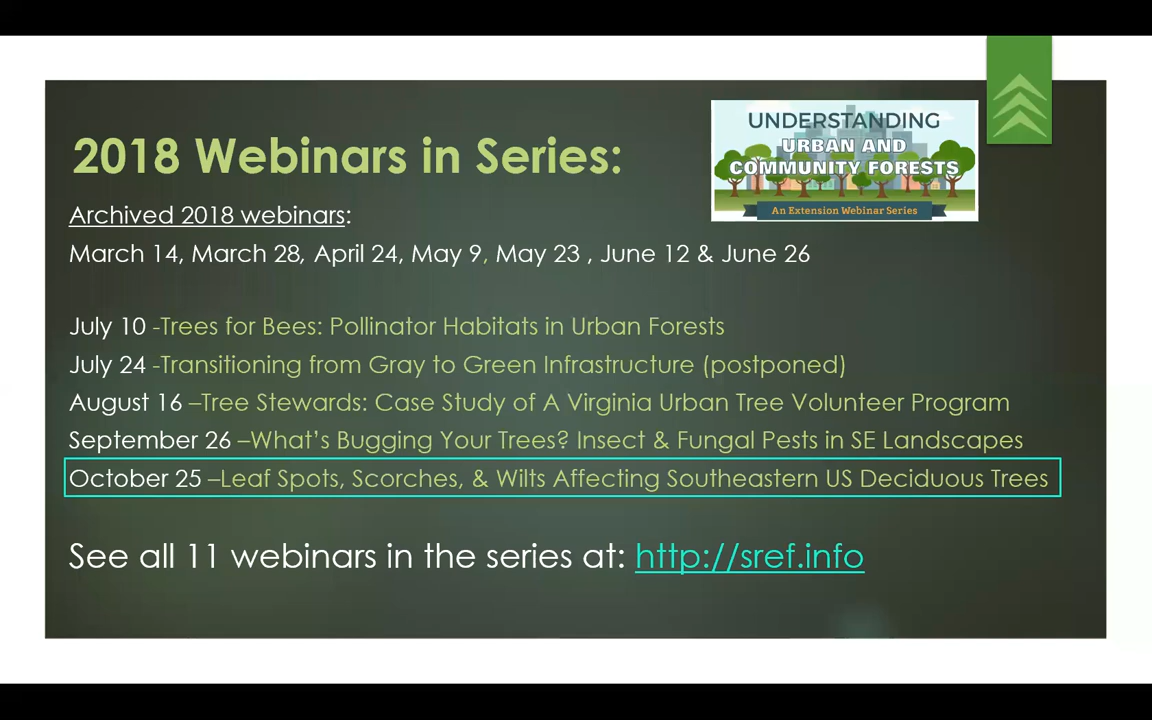 UNDERSTANDING
URBAN AND
COMMUNITY FORESTS
An Extension Webinar Series
2018 Webinars in Series:
Archived 2018 webinars:
March 14, March 28, April 24, May 9, May 23 , June 12 & June 26
July 10 -Trees for Bees: Pollinator Habitats in Urban Forests
July 24 -Transitioning from Gray to Green Infrastructure (postponed)
August 16 –Tree Stewards: Case Study of A Virginia Urban Tree Volunteer Program
September 26 –What's Bugging Your Trees? Insect & Fungal Pests in SE Landscapes
October 25 –Leaf Spots, Scorches, & Wilts Affecting Southeastern US Deciduous Trees
See all 11 webinars in the series at: http://sref.info